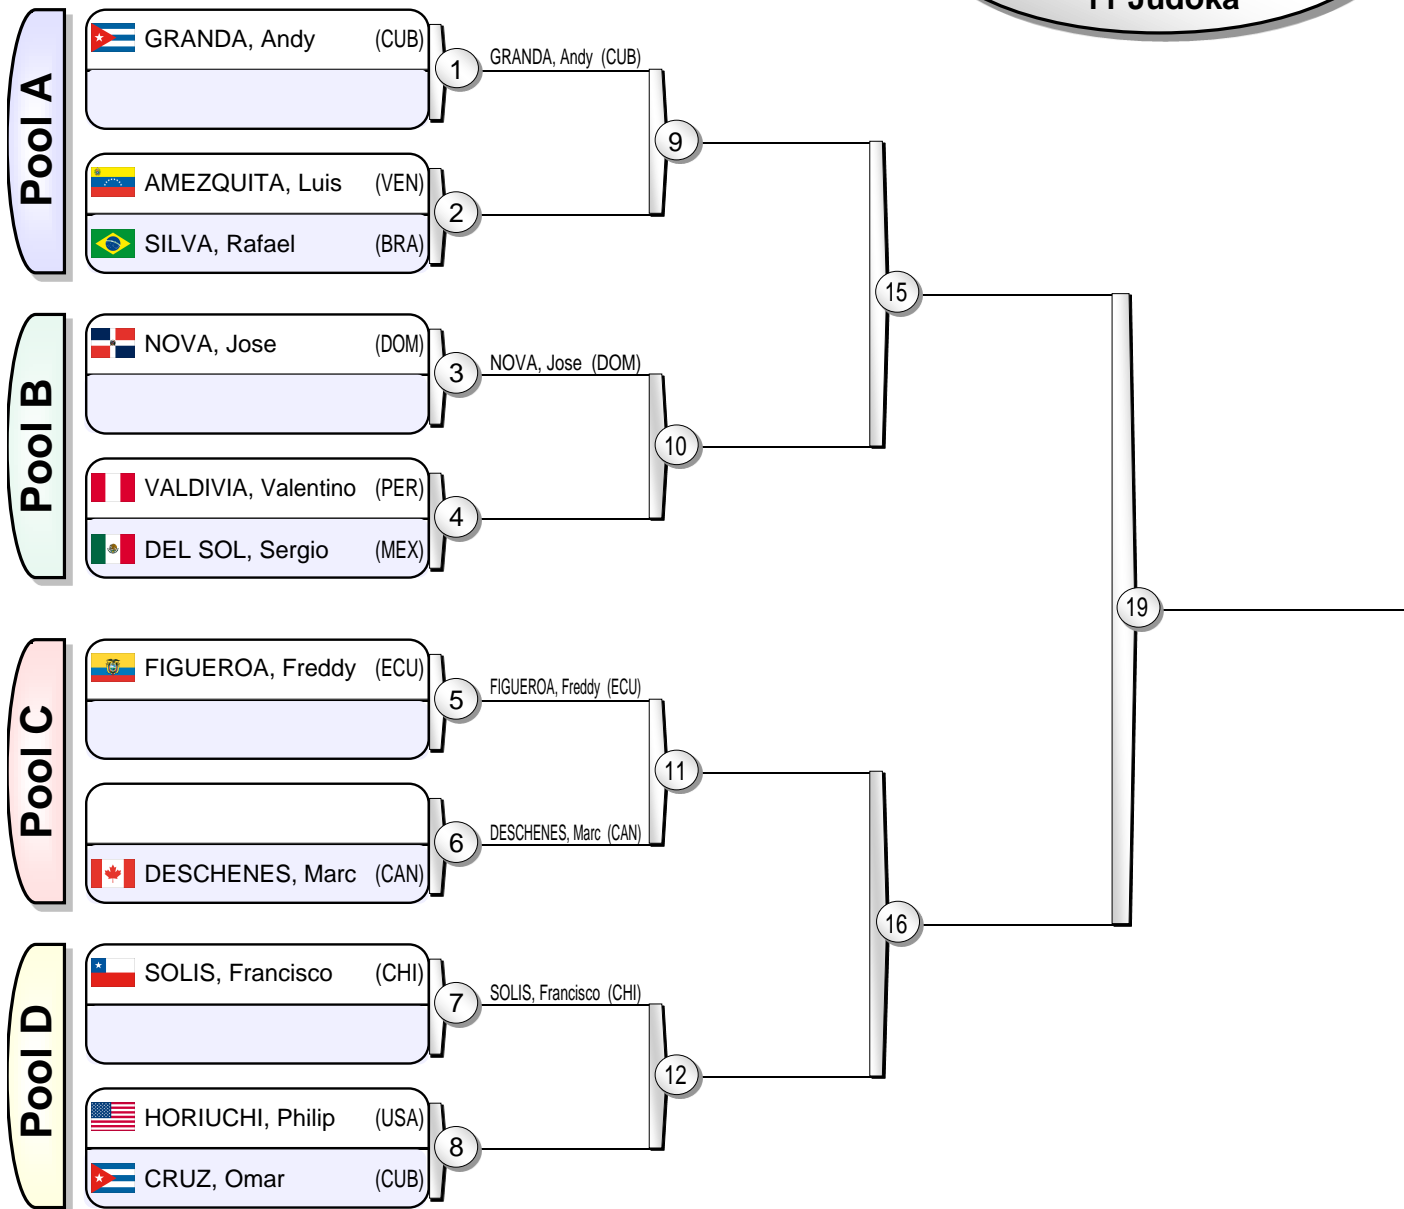 11 Judoka
Pool A
GRANDA, Andy (CUB)
1
GRANDA, Andy (CUB)
9
AMEZQUITA, Luis (VEN)
2
SILVA, Rafael (BRA)
15
Pool B
NOVA, Jose (DOM)
3
NOVA, Jose (DOM)
10
VALDIVIA, Valentino (PER)
4
DEL SOL, Sergio (MEX)
19
Pool C
FIGUEROA, Freddy (ECU)
5
FIGUEROA, Freddy (ECU)
11
6
DESCHENES, Marc (CAN)
DESCHENES, Marc (CAN)
16
Pool D
SOLIS, Francisco (CHI)
7
SOLIS, Francisco (CHI)
12
HORIUCHI, Philip (USA)
8
CRUZ, Omar (CUB)